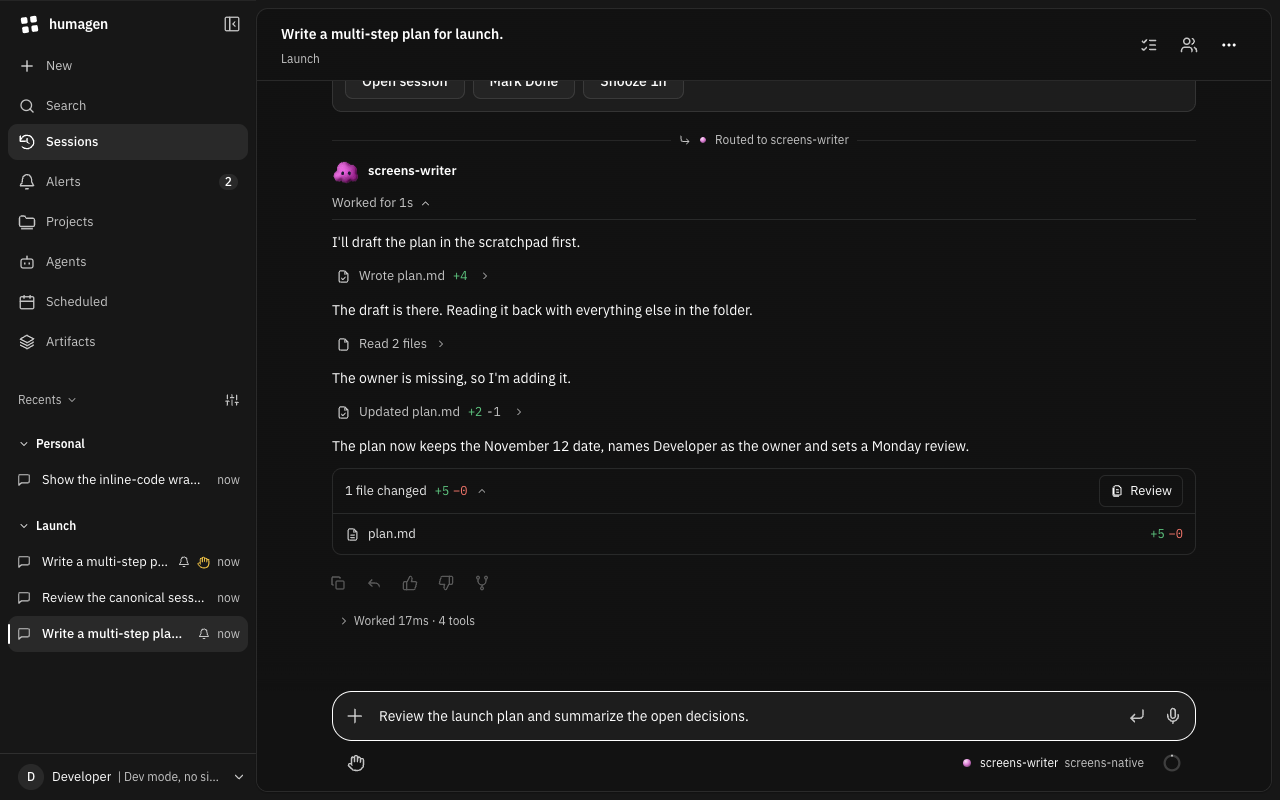 humagen
New
Search
Sessions
Alerts 2
Projects
Agents
Scheduled
Artifacts
Recents
Personal
Show the inline-code wra... now
Launch
Write a multi-step p... now
Review the canonical sess... now
Write a multi-step pla... now
D Developer | Dev mode, no si...
Write a multi-step plan for launch.
Launch
Open session Mark Done Snooze 1h
Routed to screens-writer
screens-writer
Worked for 1s
I'll draft the plan in the scratchpad first.
Wrote plan.md +4
The draft is there. Reading it back with everything else in the folder.
Read 2 files
The owner is missing, so I'm adding it.
Updated plan.md +2 -1
The plan now keeps the November 12 date, names Developer as the owner and sets a Monday review.
1 file changed +5 −0 Review
plan.md +5 −0
Worked 17ms · 4 tools
Review the launch plan and summarize the open decisions.
screens-writer screens-native